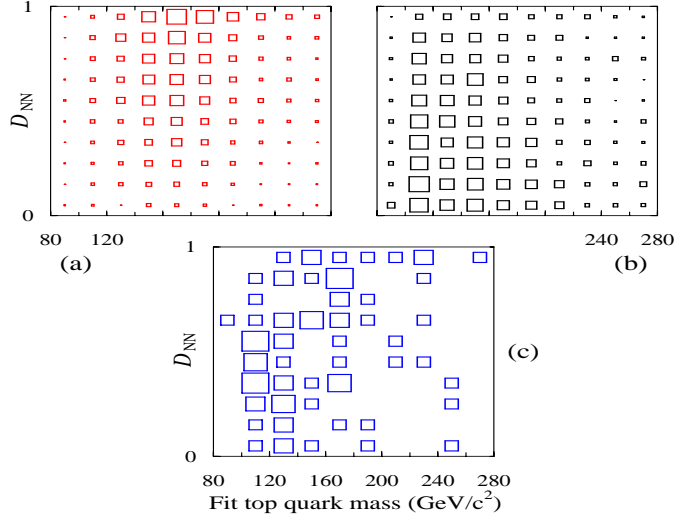 1
D_NN
0
80 120
240 280
(a)
(b)
1
D_NN
(c)
0
80 120 160 200 240 280
Fit top quark mass (GeV/c²)